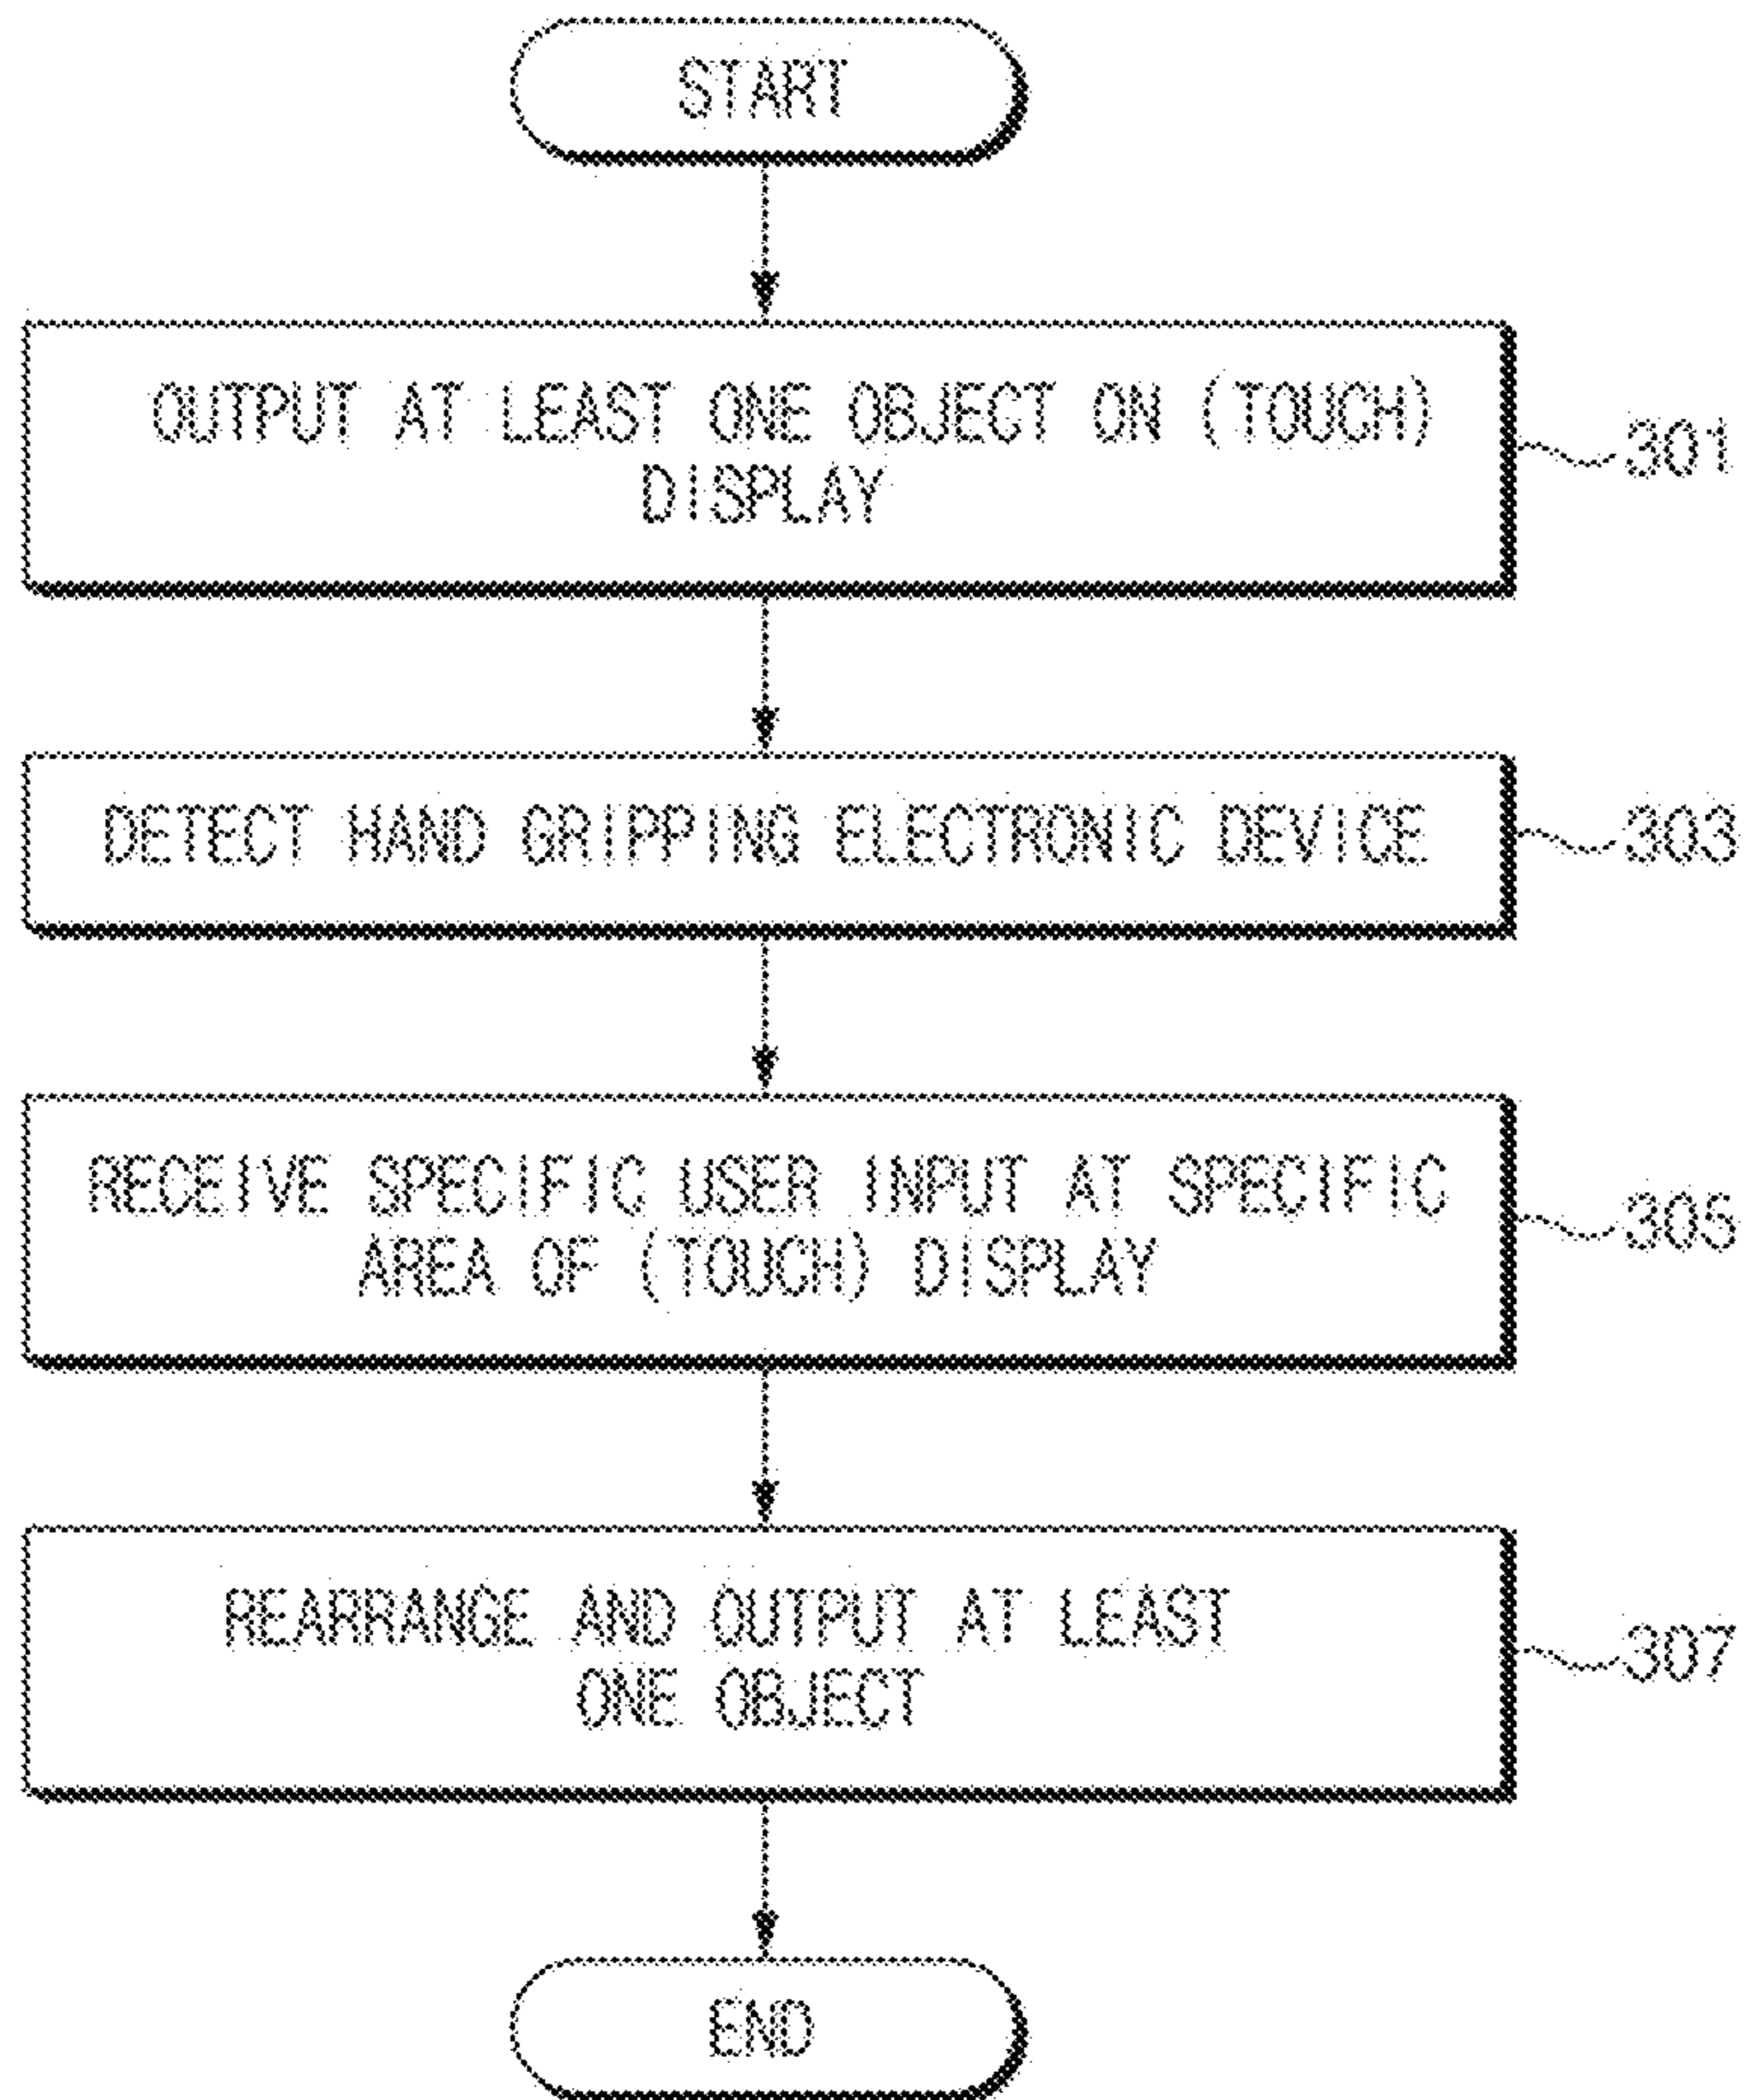 START
OUTPUT AT LEAST ONE OBJECT ON (TOUCH)
DISPLAY
301
DETECT HAND GRIPPING ELECTRONIC DEVICE
303
RECEIVE SPECIFIC USER INPUT AT SPECIFIC
AREA OF (TOUCH) DISPLAY
305
REARRANGE AND OUTPUT AT LEAST
ONE OBJECT
307
END